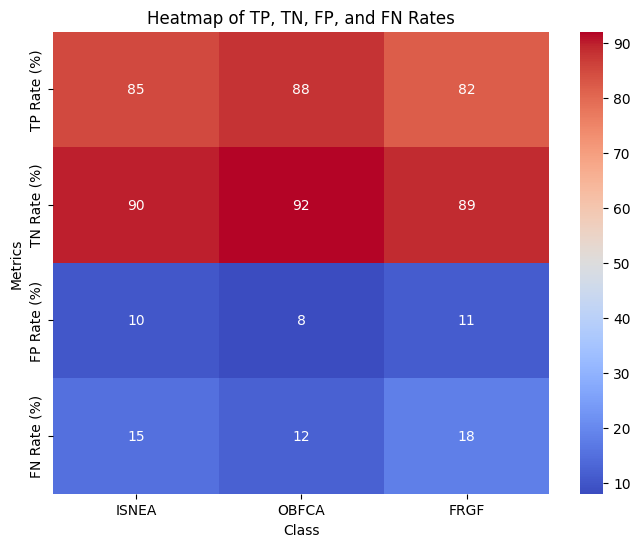 Heatmap of TP, TN, FP, and FN Rates
Metrics
TP Rate (%)
85 88 82
TN Rate (%)
90 92 89
FP Rate (%)
10 8 11
FN Rate (%)
15 12 18
ISNEA OBFCA FRGF
Class
90
80
70
60
50
40
30
20
10